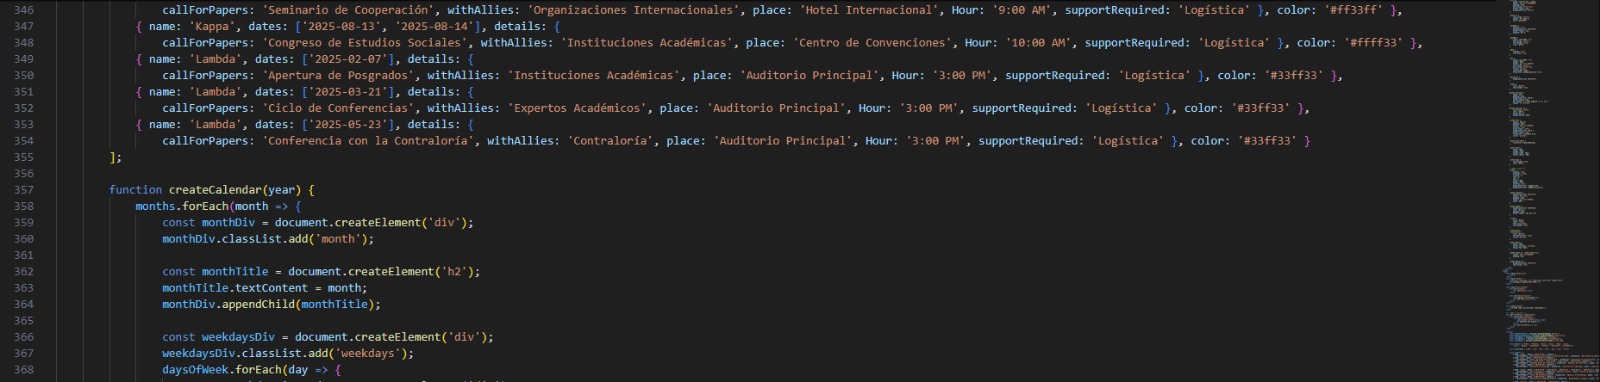 346 callForPapers: 'Seminario de Cooperación', withAllies: 'Organizaciones Internacionales', place: 'Hotel Internacional', Hour: '9:00 AM', supportRequired: 'Logística' }, color: '#ff33ff' },
347 { name: 'Kappa', dates: ['2025-08-13', '2025-08-14'], details: {
348 callForPapers: 'Congreso de Estudios Sociales', withAllies: 'Instituciones Académicas', place: 'Centro de Convenciones', Hour: '10:00 AM', supportRequired: 'Logística' }, color: '#ffff33' },
349 { name: 'Lambda', dates: ['2025-02-07'], details: {
350 callForPapers: 'Apertura de Posgrados', withAllies: 'Instituciones Académicas', place: 'Auditorio Principal', Hour: '3:00 PM', supportRequired: 'Logística' }, color: '#33ff33' },
351 { name: 'Lambda', dates: ['2025-03-21'], details: {
352 callForPapers: 'Ciclo de Conferencias', withAllies: 'Expertos Académicos', place: 'Auditorio Principal', Hour: '3:00 PM', supportRequired: 'Logística' }, color: '#33ff33' },
353 { name: 'Lambda', dates: ['2025-05-23'], details: {
354 callForPapers: 'Conferencia con la Contraloría', withAllies: 'Contraloría', place: 'Auditorio Principal', Hour: '3:00 PM', supportRequired: 'Logística' }, color: '#33ff33' }
355 ];
356
357 function createCalendar(year) {
358 months.forEach(month => {
359 const monthDiv = document.createElement('div');
360 monthDiv.classList.add('month');
361
362 const monthTitle = document.createElement('h2');
363 monthTitle.textContent = month;
364 monthDiv.appendChild(monthTitle);
365
366 const weekdaysDiv = document.createElement('div');
367 weekdaysDiv.classList.add('weekdays');
368 daysOfWeek.forEach(day => {